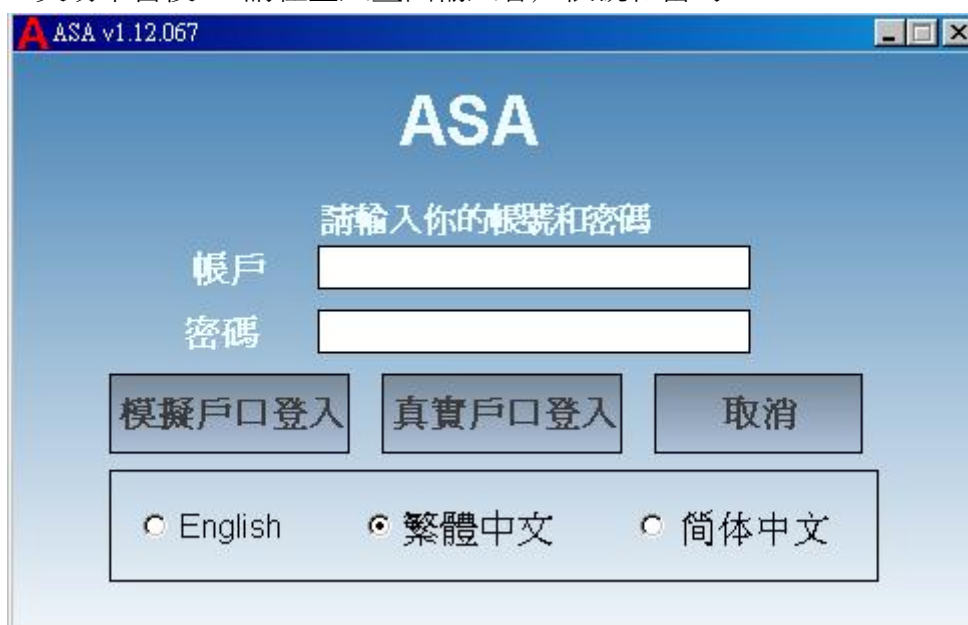 ASA v1.12.067
ASA
請輸入你的帳號和密碼
帳戶
密碼
模擬戶口登入 真實戶口登入 取消
English 繁體中文 简体中文